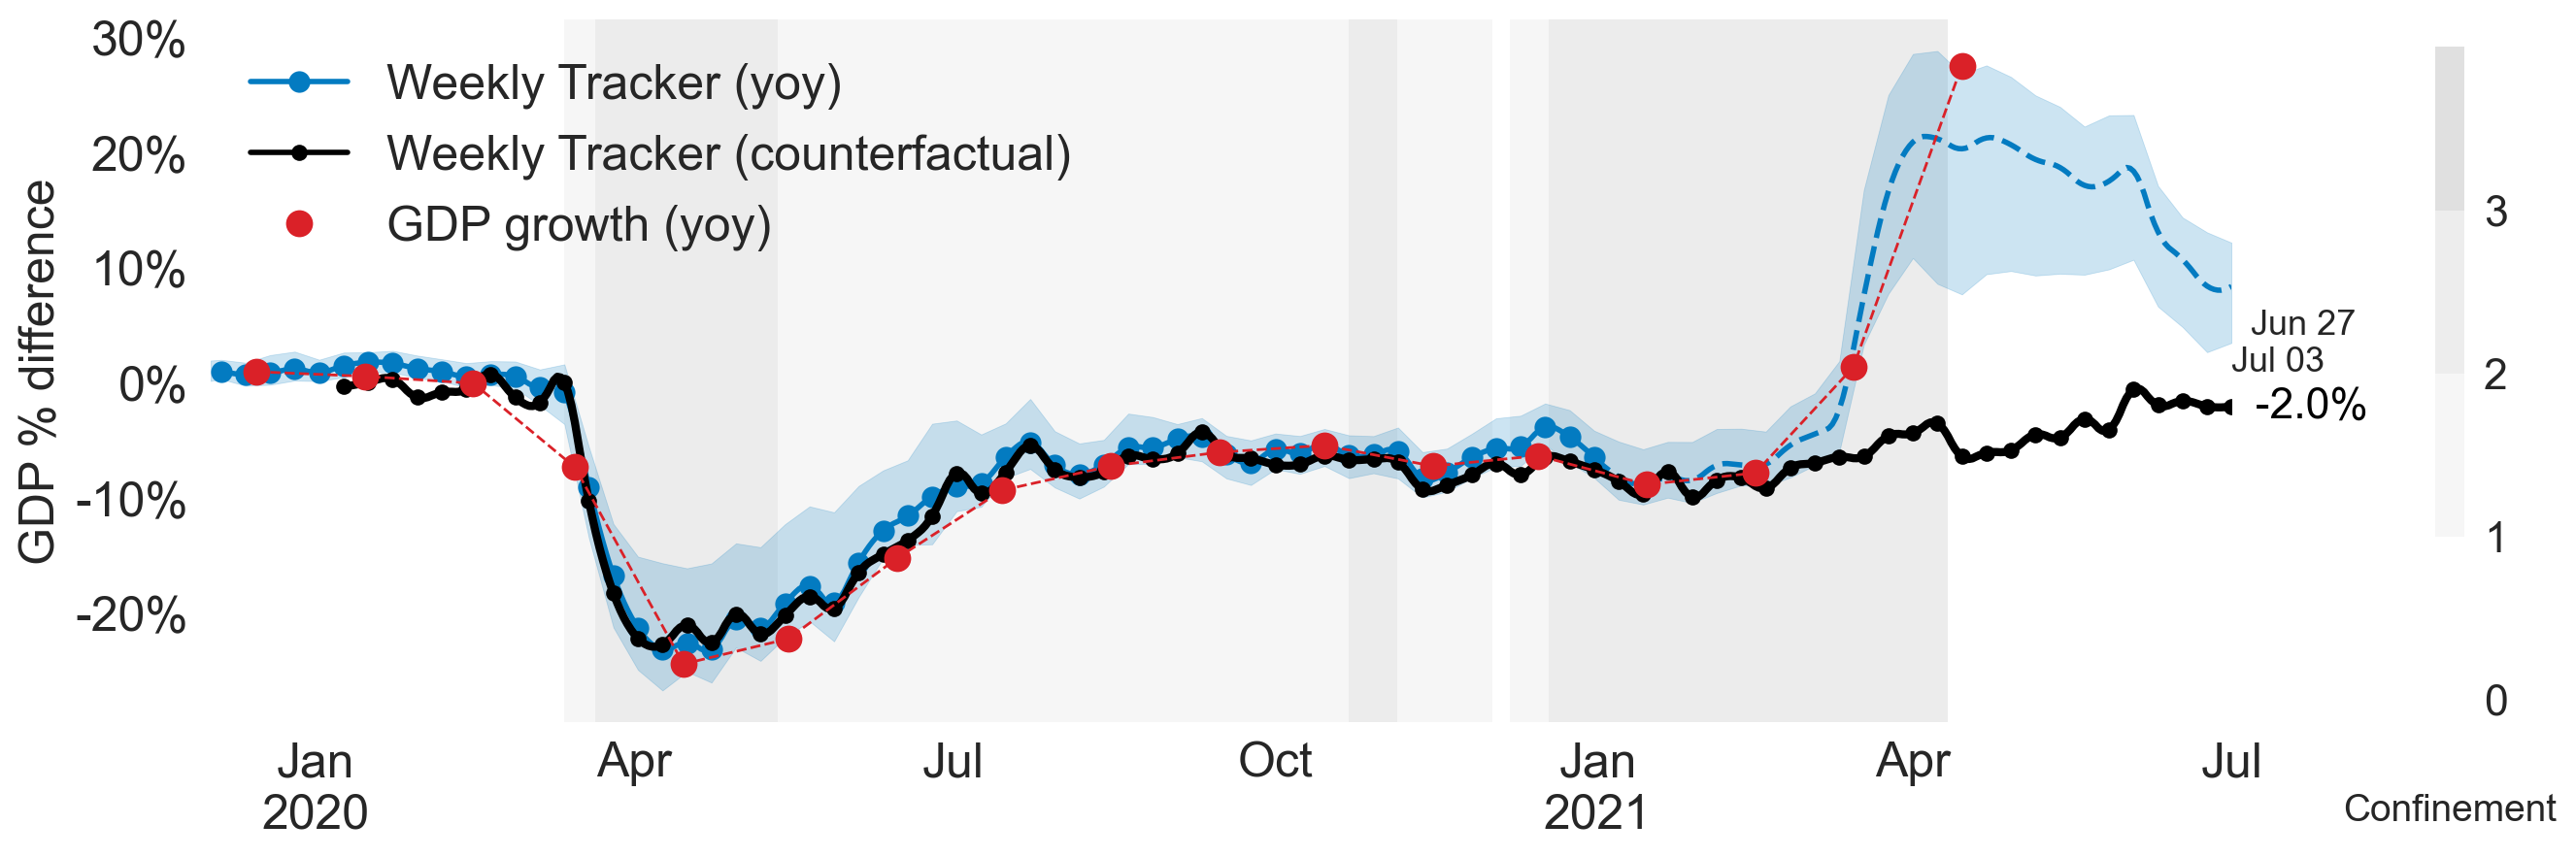 30%
20%
10%
0%
-10%
-20%
GDP % difference
Weekly Tracker (yoy)
Weekly Tracker (counterfactual)
GDP growth (yoy)
Jun 27
Jul 03
-2.0%
3
2
1
0
Confinement
Jan
2020
Apr
Jul
Oct
Jan
2021
Apr
Jul